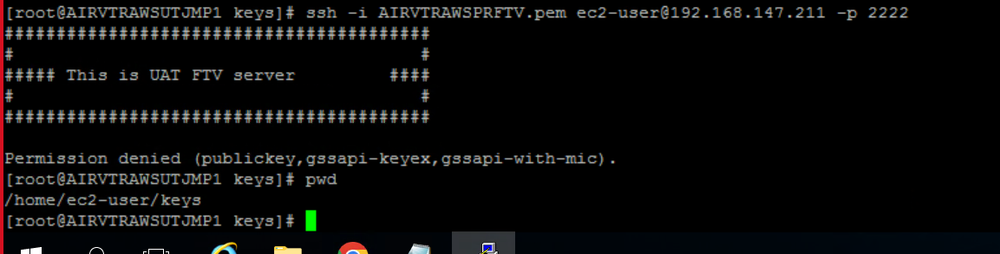 [root@AIRVTRAWSUTJMP1 keys]# ssh -i AIRVTRAWSPRFTV.pem ec2-user@192.168.147.211 -p 2222
#########################################
#                                       #
##### This is UAT FTV server         ####
#                                       #
#########################################
Permission denied (publickey,gssapi-keyex,gssapi-with-mic).
[root@AIRVTRAWSUTJMP1 keys]# pwd
/home/ec2-user/keys
[root@AIRVTRAWSUTJMP1 keys]#